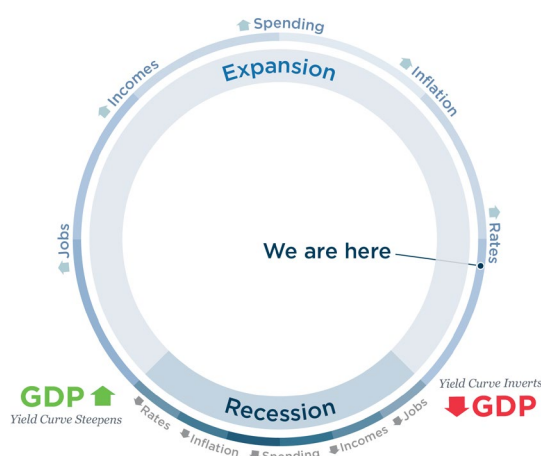 Spending
Expansion
Incomes
Inflation
Jobs
Rates
We are here
GDP
Yield Curve Steepens
Yield Curve Inverts
GDP
Recession
Rates
Inflation
Spending
Incomes
Jobs